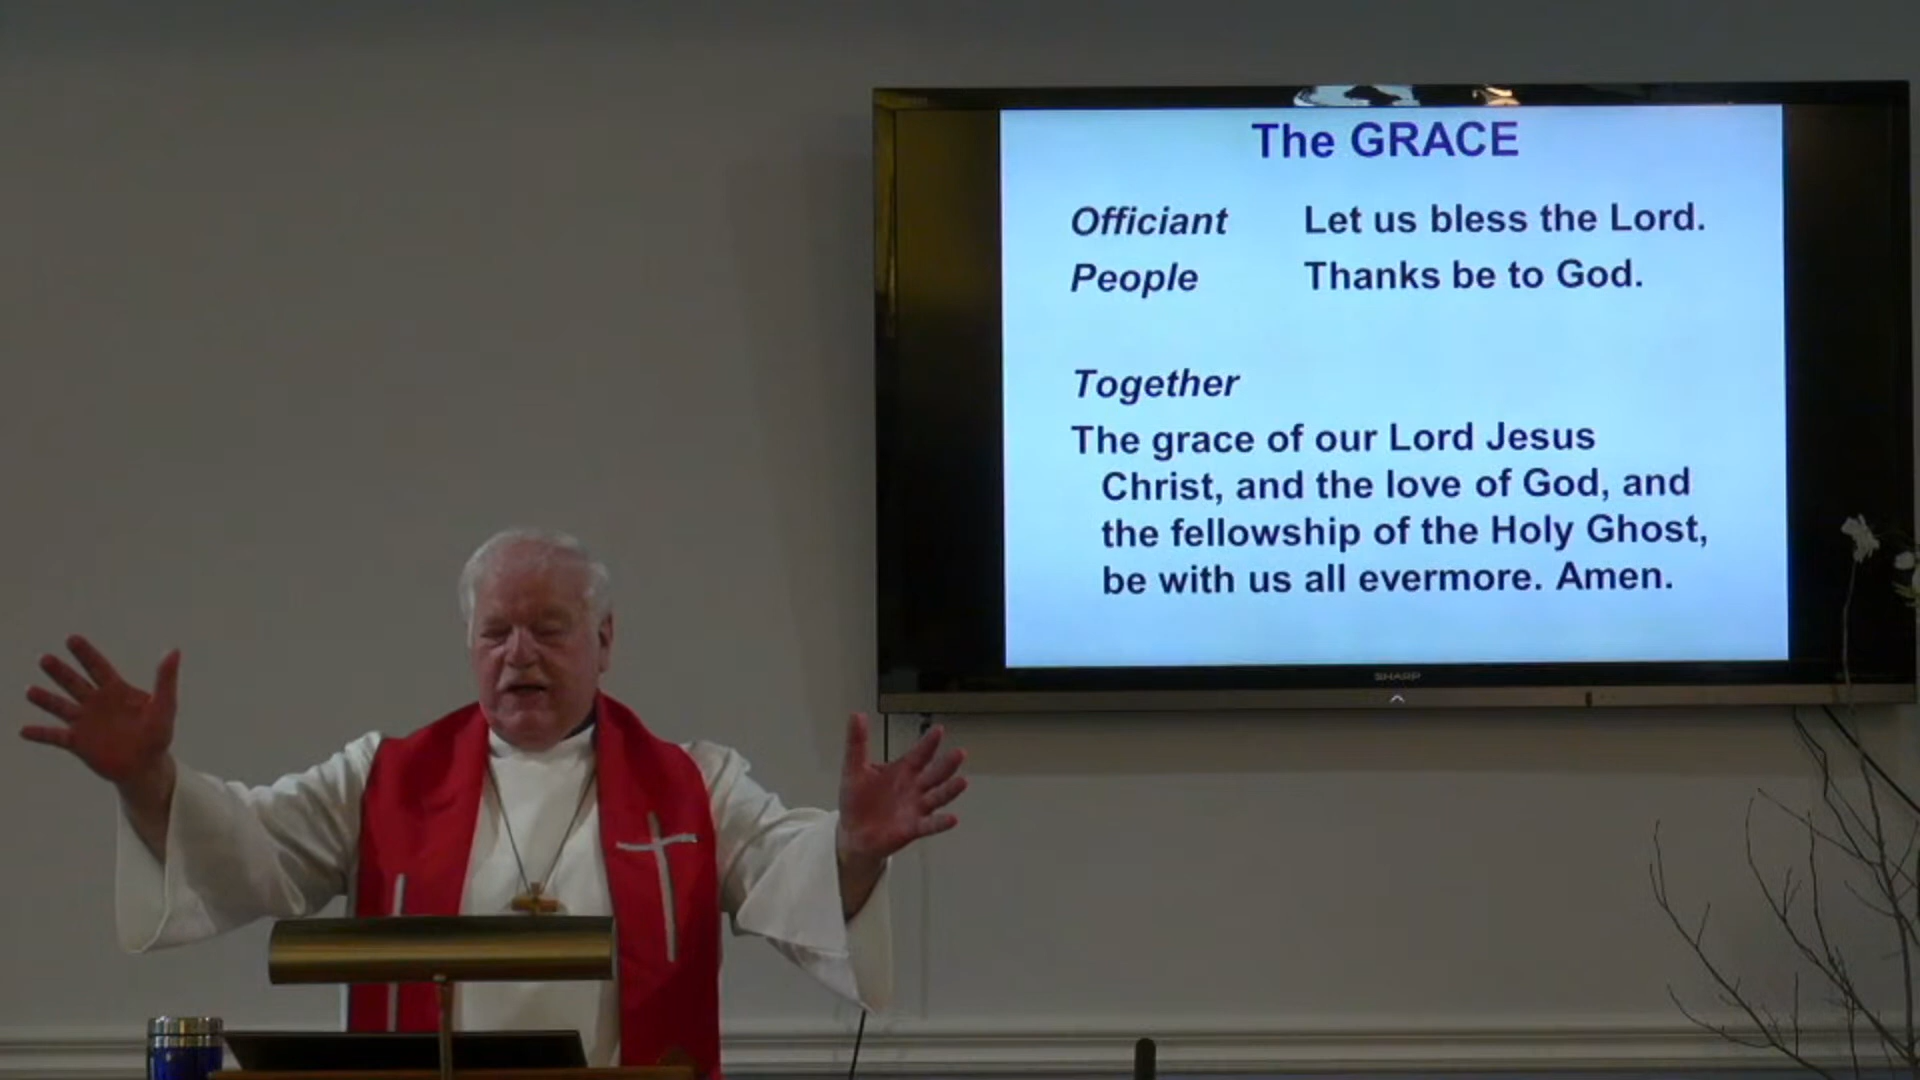 The GRACE
Officiant Let us bless the Lord.
People Thanks be to God.
Together
The grace of our Lord Jesus
Christ, and the love of God, and
the fellowship of the Holy Ghost,
be with us all evermore. Amen.
SHARP